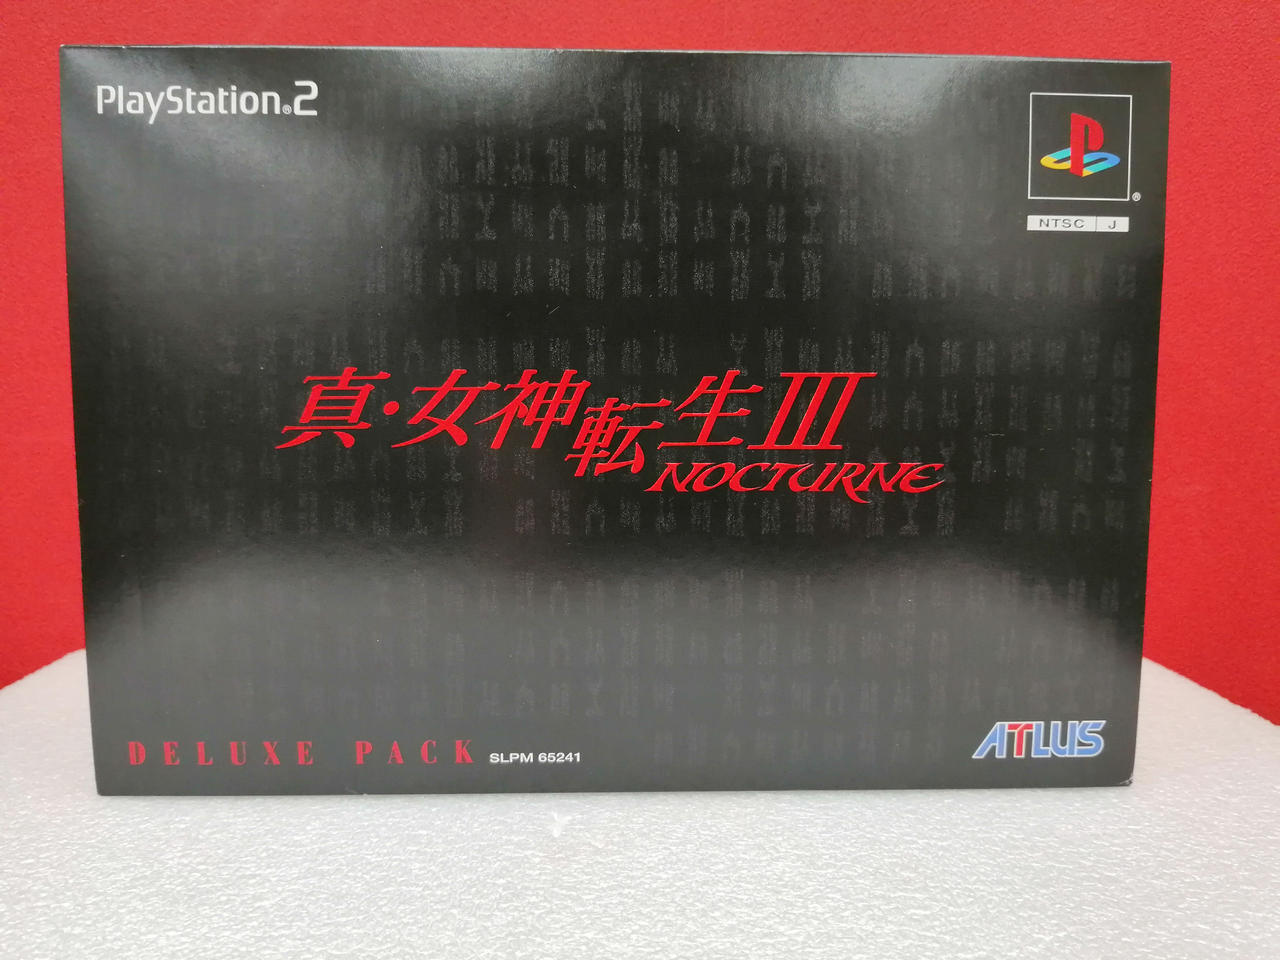 PlayStation®2
®
NTSC J
真・女神転生III
NOCTURNE
DELUXE PACK SLPM 65241
ATLUS